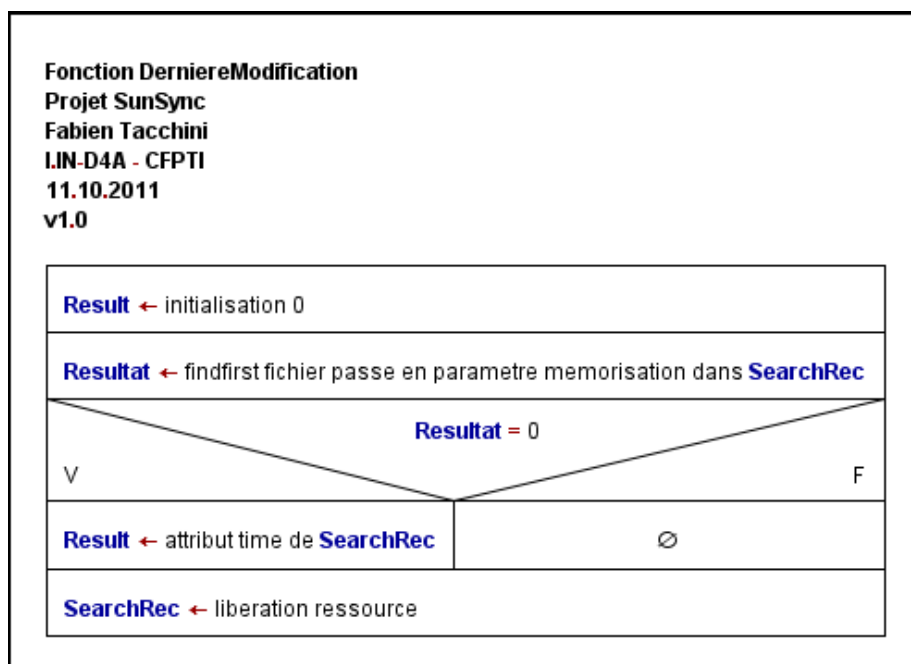 Fonction DerniereModification
Projet SunSync
Fabien Tacchini
I.IN-D4A - CFPTI
11.10.2011
v1.0
Result ← initialisation 0
Resultat ← findfirst fichier passe en parametre memorisation dans SearchRec
Resultat = 0
V F
Result ← attribut time de SearchRec ∅
SearchRec ← liberation ressource